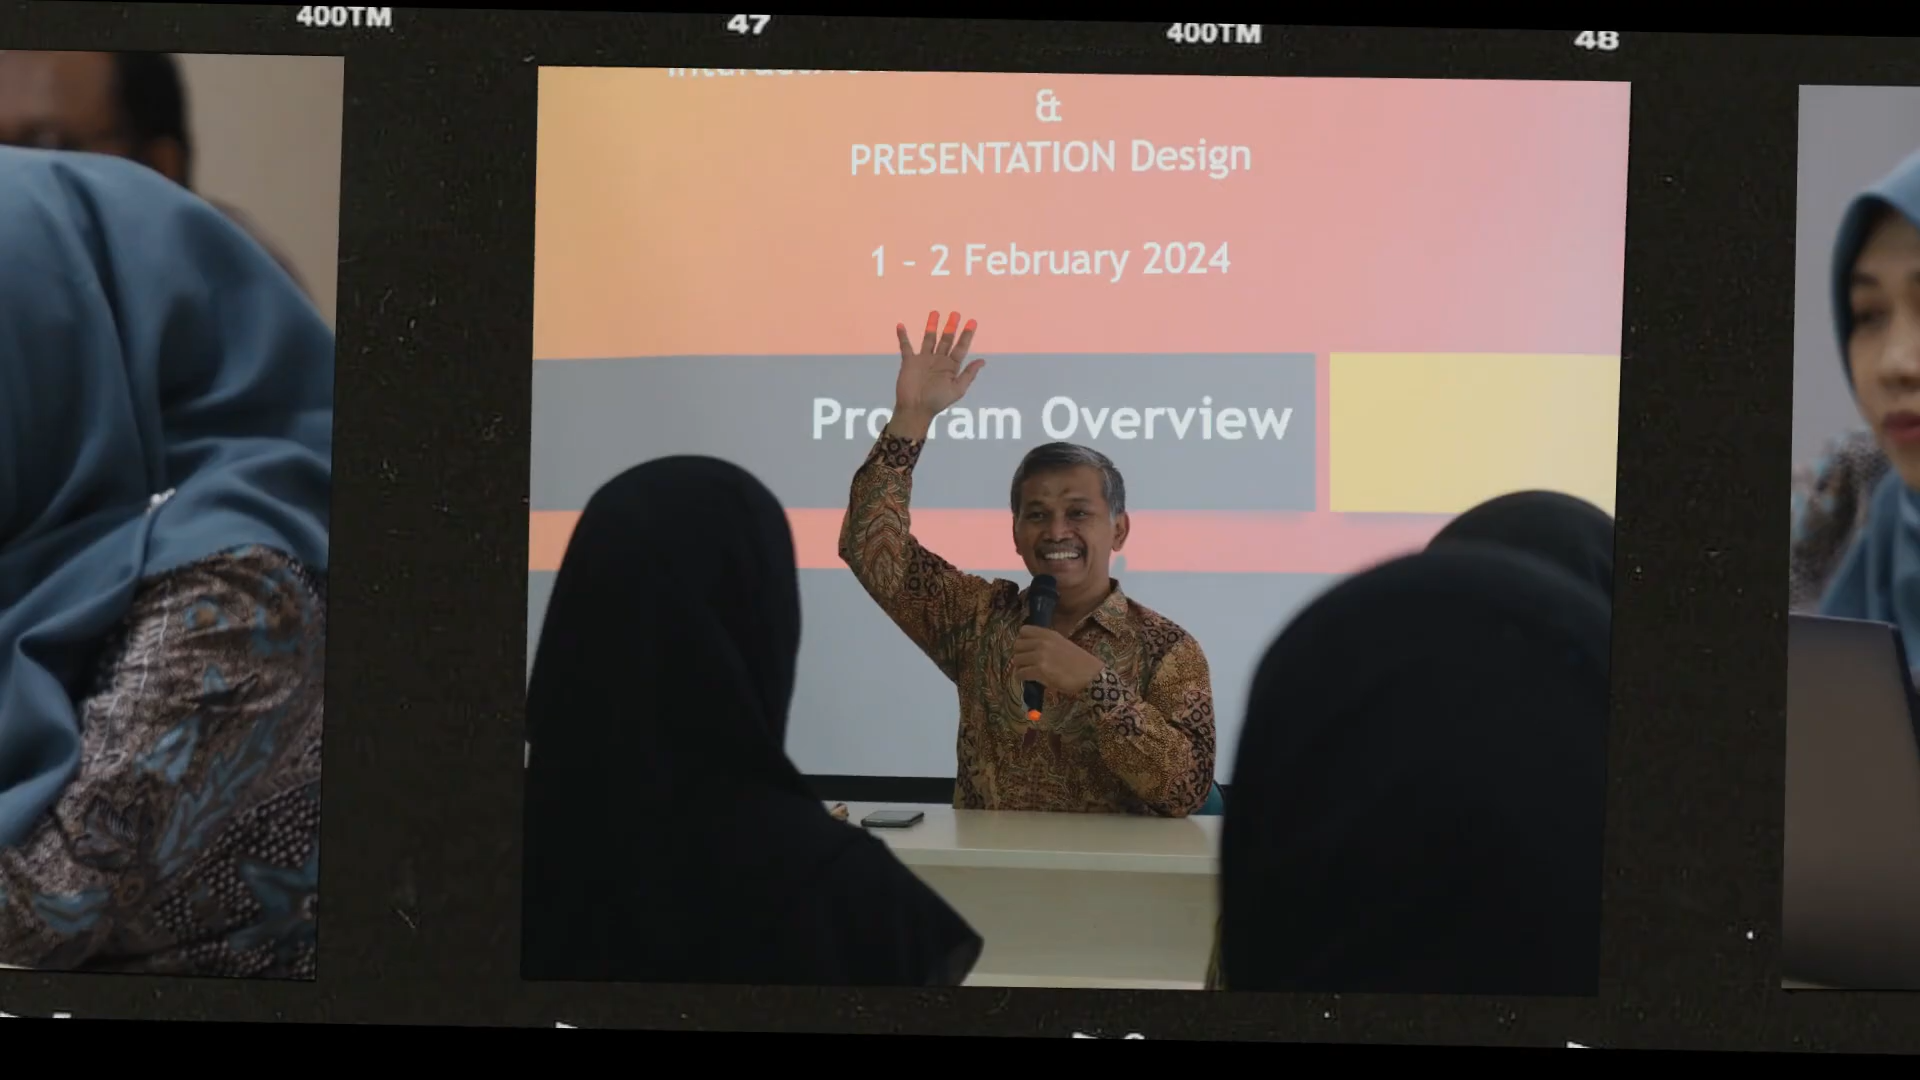 400TM 47 400TM 48
&
PRESENTATION Design
1 – 2 February 2024
Program Overview